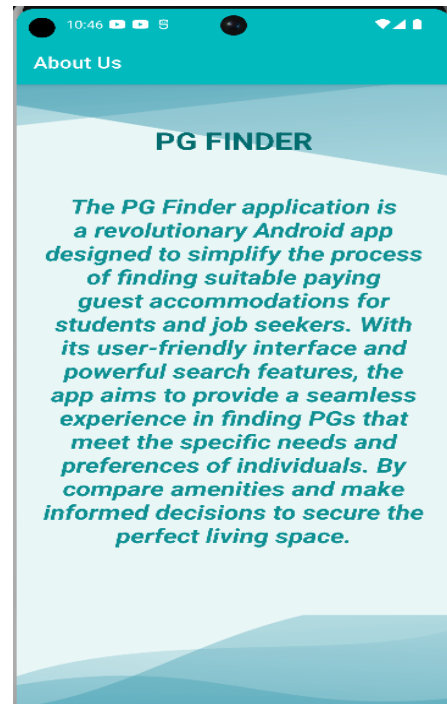 10:46
About Us
PG FINDER
The PG Finder application is
a revolutionary Android app
designed to simplify the process
of finding suitable paying
guest accommodations for
students and job seekers. With
its user-friendly interface and
powerful search features, the
app aims to provide a seamless
experience in finding PGs that
meet the specific needs and
preferences of individuals. By
compare amenities and make
informed decisions to secure the
perfect living space.